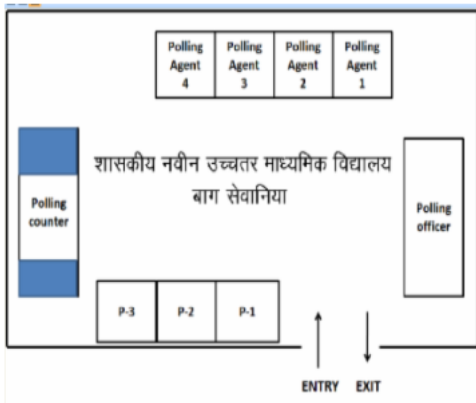 Polling Agent 4
Polling Agent 3
Polling Agent 2
Polling Agent 1
शासकीय नवीन उच्चतर माध्यमिक विद्यालय
बाग सेवानिया
Polling counter
Polling officer
P-3
P-2
P-1
ENTRY
EXIT